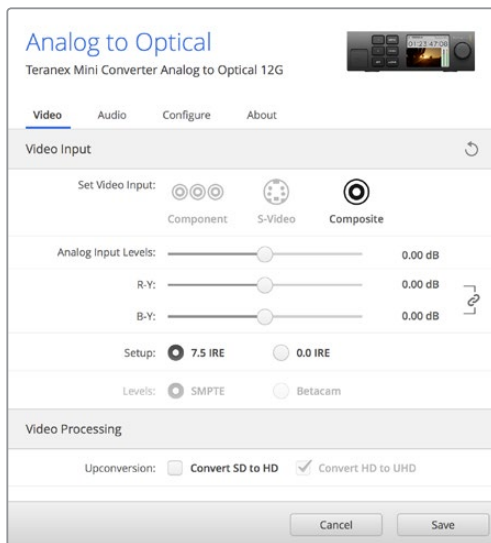 Analog to Optical
Teranex Mini Converter Analog to Optical 12G
01:23:47:06
Video Audio Configure About
Video Input
Set Video Input:
Component S-Video Composite
Analog Input Levels: 0.00 dB
R-Y: 0.00 dB
B-Y: 0.00 dB
Setup: 7.5 IRE 0.0 IRE
Levels: SMPTE Betacam
Video Processing
Upconversion: Convert SD to HD Convert HD to UHD
Cancel Save